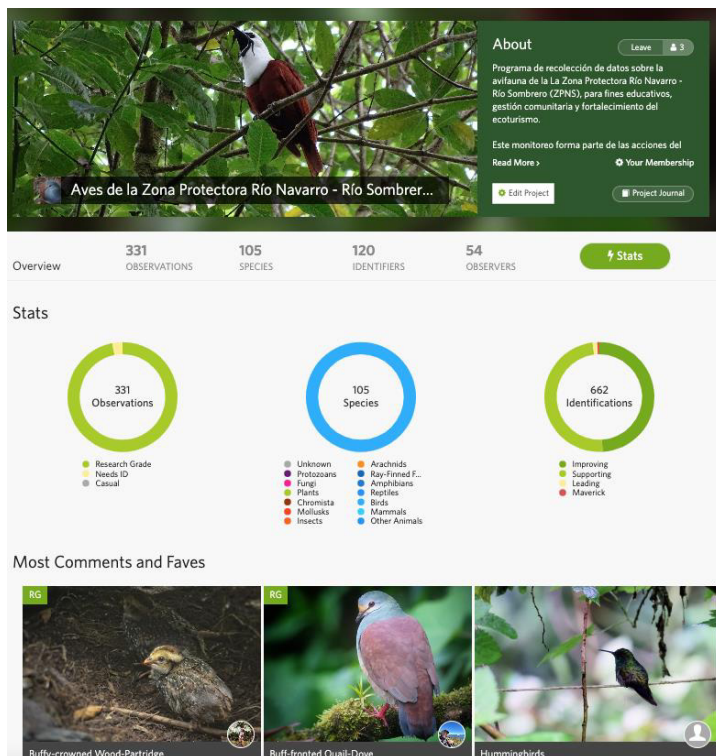 About
Leave 3
Programa de recolección de datos sobre la
avifauna de la La Zona Protectora Río Navarro -
Río Sombrero (ZPNS), para fines educativos,
gestión comunitaria y fortalecimiento del
ecoturismo.
Este monitoreo forma parte de las acciones del
Read More ›
Your Membership
Aves de la Zona Protectora Río Navarro - Río Sombrer...
Edit Project
Project Journal
Overview
331
OBSERVATIONS
105
SPECIES
120
IDENTIFIERS
54
OBSERVERS
Stats
Stats
331
Observations
Research Grade
Needs ID
Casual
105
Species
Unknown
Protozoans
Fungi
Plants
Chromista
Mollusks
Insects
Arachnids
Ray-Finned F...
Amphibians
Reptiles
Birds
Mammals
Other Animals
662
Identifications
Improving
Supporting
Leading
Maverick
Most Comments and Faves
RG
RG
Buffy-crowned Wood-Partridge
Buff-fronted Quail-Dove
Hummingbirds